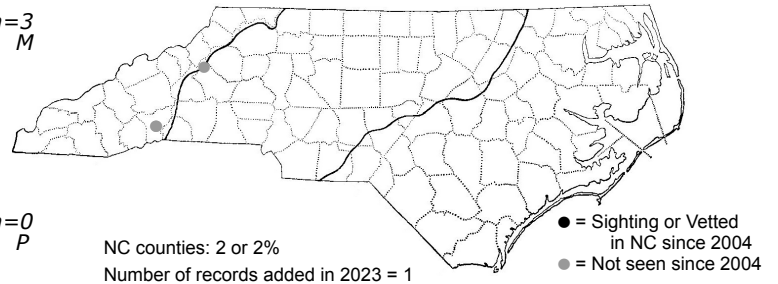 n=3
M
n=0
P
NC counties: 2 or 2%
Number of records added in 2023 = 1
● = Sighting or Vetted
in NC since 2004
● = Not seen since 2004